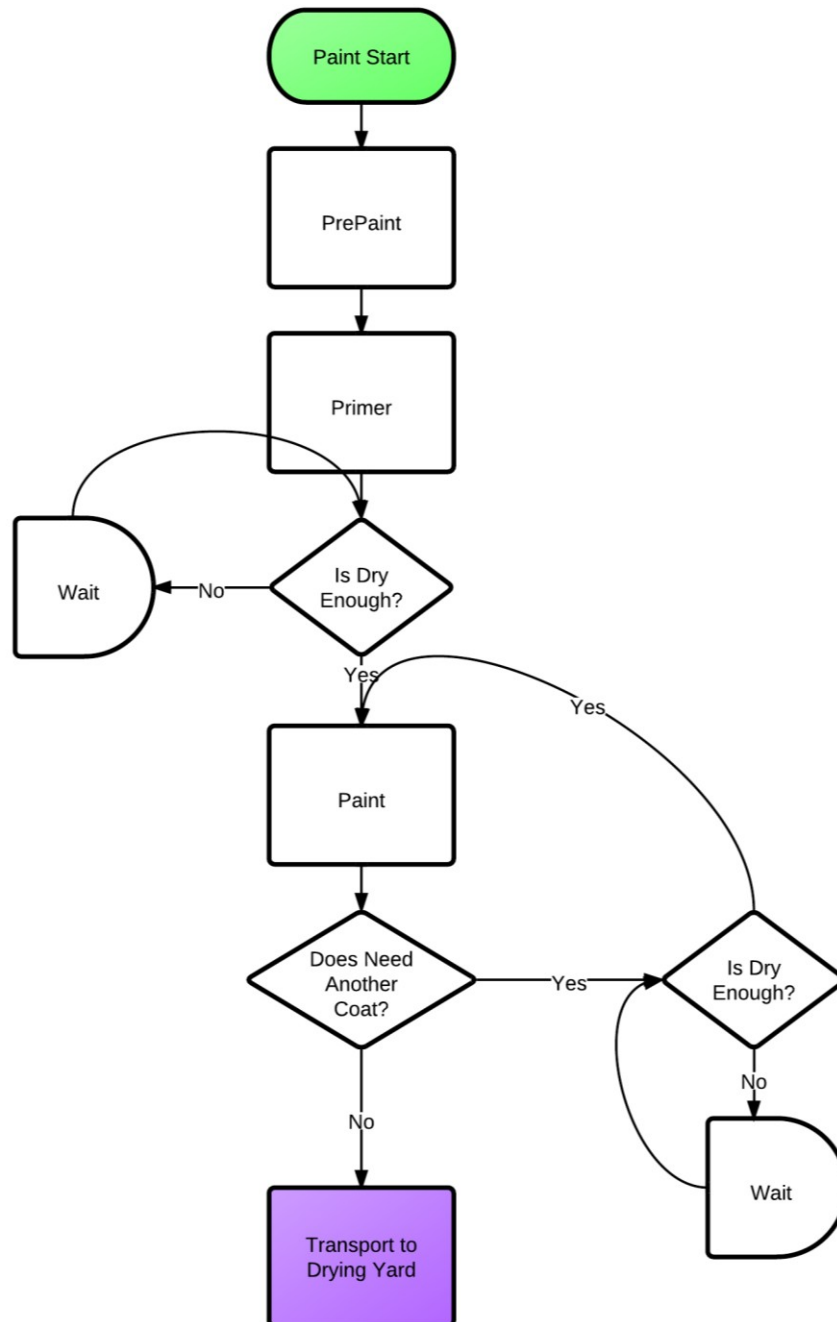 Paint Start
PrePaint
Primer
Is Dry
Enough?
No
Wait
Yes
Yes
Paint
Does Need
Another
Coat?
Yes
Is Dry
Enough?
No
No
Wait
Transport to
Drying Yard